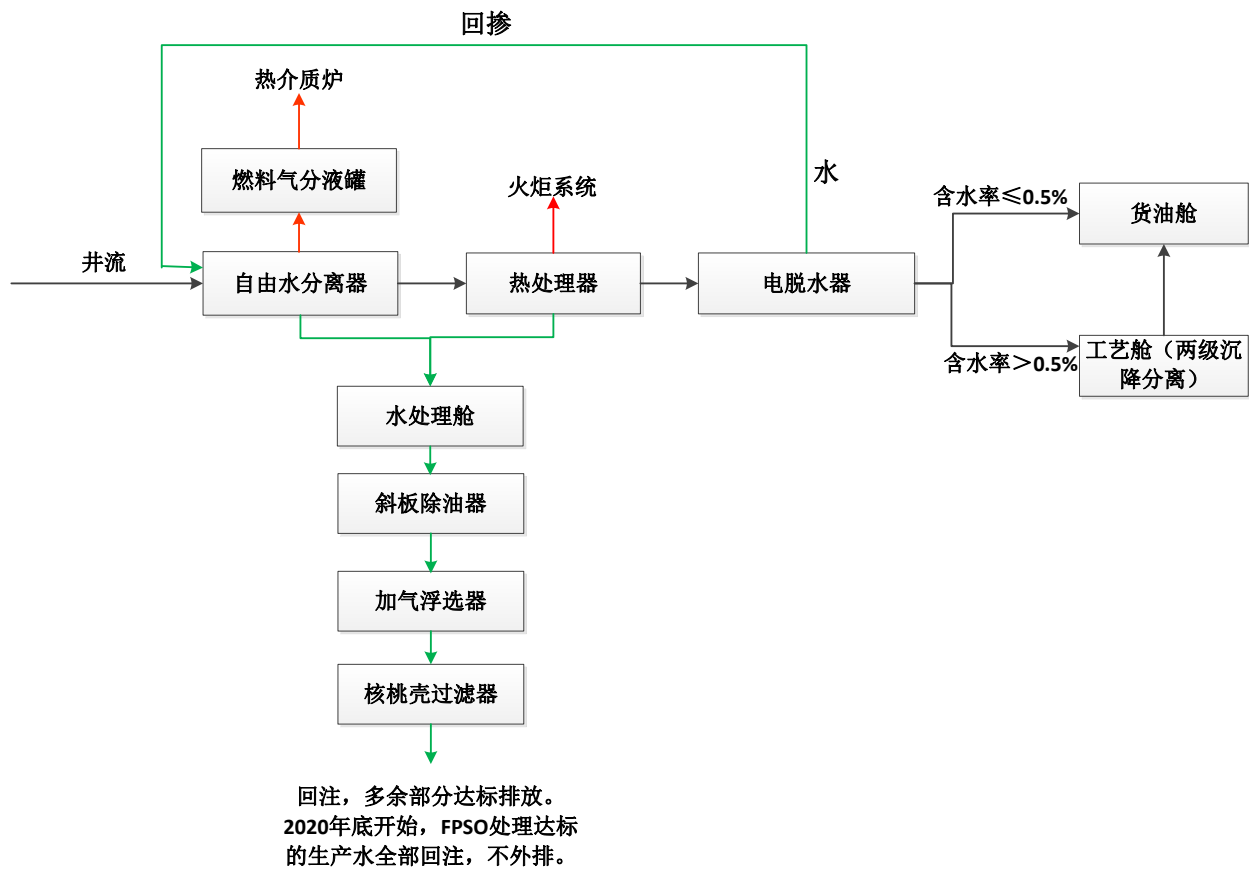 回掺
热介质炉
燃料气分液罐
火炬系统
水
含水率≤0.5%
货油舱
井流
自由水分离器
热处理器
电脱水器
含水率＞0.5%
工艺舱（两级沉
降分离）
水处理舱
斜板除油器
加气浮选器
核桃壳过滤器
回注，多余部分达标排放。
2020年底开始，FPSO处理达标
的生产水全部回注，不外排。